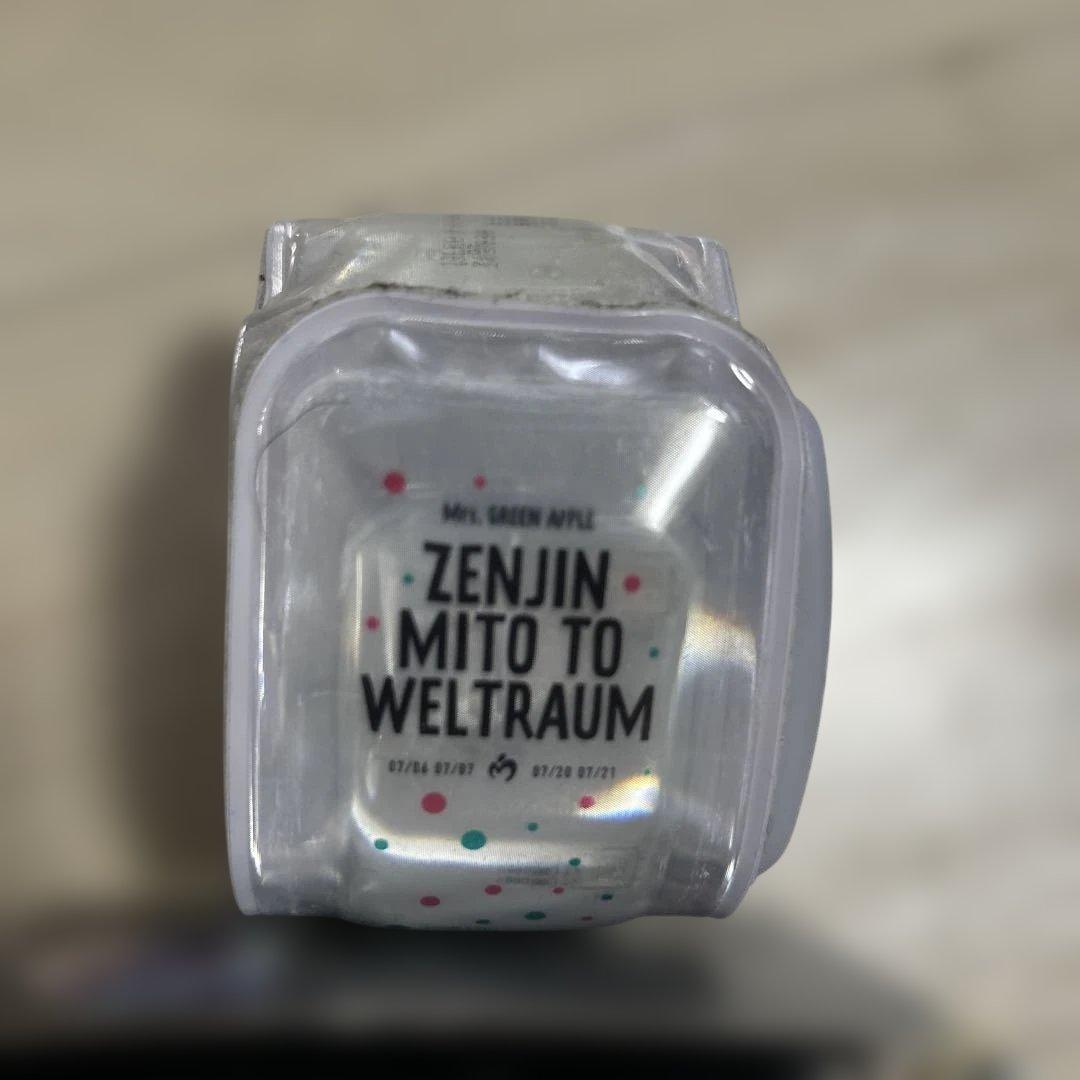 Mrs. GREEN APPLE
ZENJIN
MITO TO
WELTRAUM
07/06 07/07 07/20 07/21